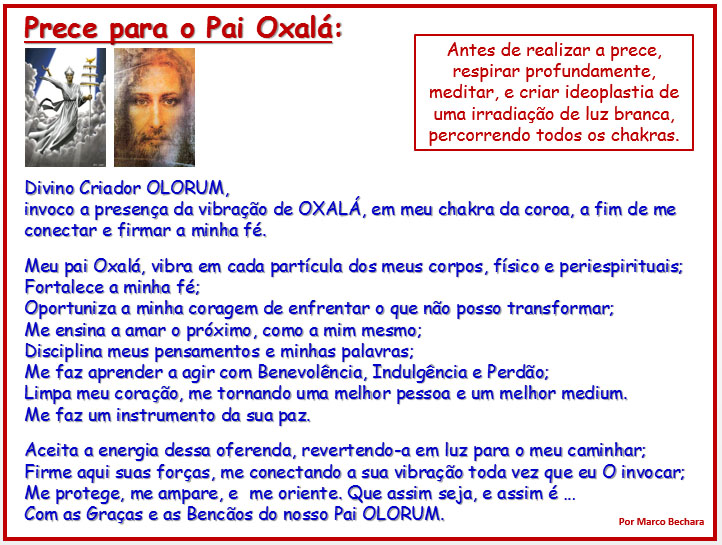 Prece para o Pai Oxalá:
Antes de realizar a prece,
respirar profundamente,
meditar, e criar ideoplastia de
uma irradiação de luz branca,
percorrendo todos os chakras.
Divino Criador OLORUM,
invoco a presença da vibração de OXALÁ, em meu chakra da coroa, a fim de me
conectar e firmar a minha fé.
Meu pai Oxalá, vibra em cada partícula dos meus corpos, físico e periespirituais;
Fortalece a minha fé;
Oportuniza a minha coragem de enfrentar o que não posso transformar;
Me ensina a amar o próximo, como a mim mesmo;
Disciplina meus pensamentos e minhas palavras;
Me faz aprender a agir com Benevolência, Indulgência e Perdão;
Limpa meu coração, me tornando uma melhor pessoa e um melhor medium.
Me faz um instrumento da sua paz.
Aceita a energia dessa oferenda, revertendo-a em luz para o meu caminhar;
Firme aqui suas forças, me conectando a sua vibração toda vez que eu O invocar;
Me protege, me ampare, e  me oriente. Que assim seja, e assim é ...
Com as Graças e as Bencãos do nosso Pai OLORUM.
Por Marco Bechara